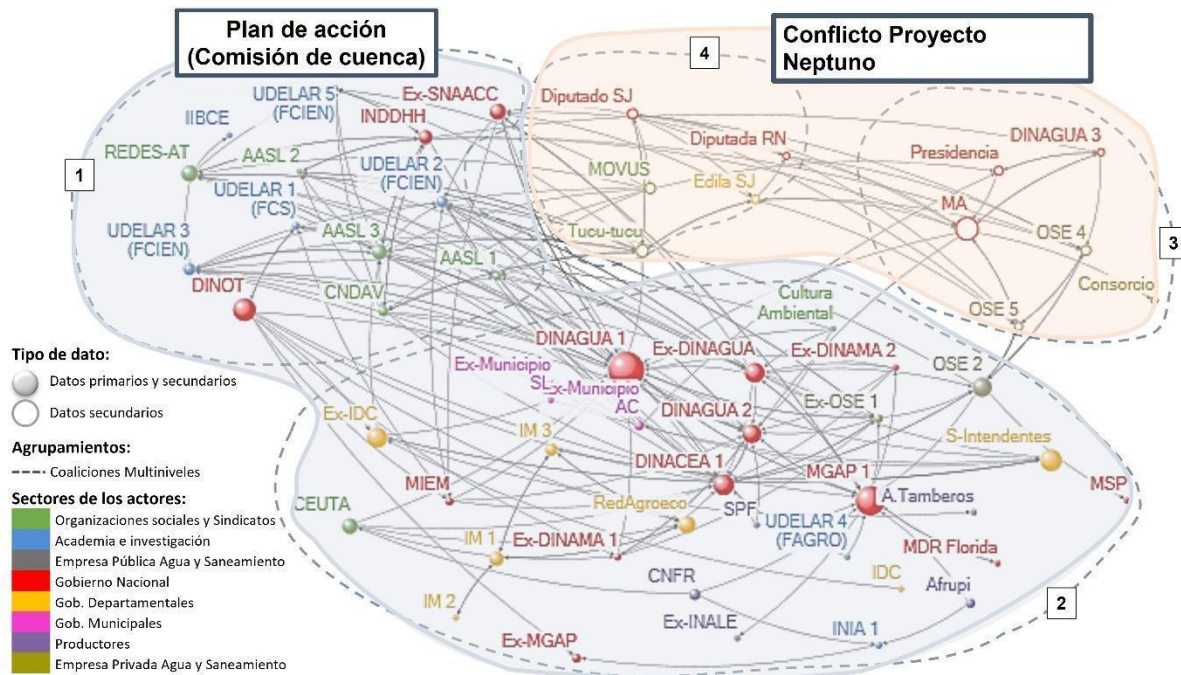 Plan de acción
(Comisión de cuenca)
Conflicto Proyecto
Neptuno
4
1
3
2
UDELAR 5
(FCIEN)
Ex-SNAACC
IIBCE
INDDHH
REDES-AT
AASL 2
UDELAR 2
(FCIEN)
UDELAR 1
(FCS)
UDELAR 3
(FCIEN)
AASL 3
AASL 1
DINOT
CNDAV
Diputado SJ
Diputada RN
DINAGUA 3
Presidencia
MOVUS
Edila SJ
MA
Tucu-tucu
OSE 4
Consorcio
OSE 5
Cultura
Ambiental
DINAGUA 1
Ex-DINAGUA
Ex-DINAMA 2
OSE 2
Ex-Municipio
SL
Ex-Municipio
AC
Ex-OSE 1
DINAGUA 2
Ex-IDC
IM 3
S-Intendentes
DINACEA 1
MGAP 1
MIEM
A.Tamberos
MSP
CEUTA
RedAgroeco
SPF
UDELAR 4
(FAGRO)
IM 1
Ex-DINAMA 1
MDR Florida
CNFR
IDC
Afrupi
IM 2
Ex-INALE
INIA 1
Ex-MGAP
Tipo de dato:
Datos primarios y secundarios
Datos secundarios
Agrupamientos:
Coaliciones Multiniveles
Sectores de los actores:
Organizaciones sociales y Sindicatos
Academia e investigación
Empresa Pública Agua y Saneamiento
Gobierno Nacional
Gob. Departamentales
Gob. Municipales
Productores
Empresa Privada Agua y Saneamiento